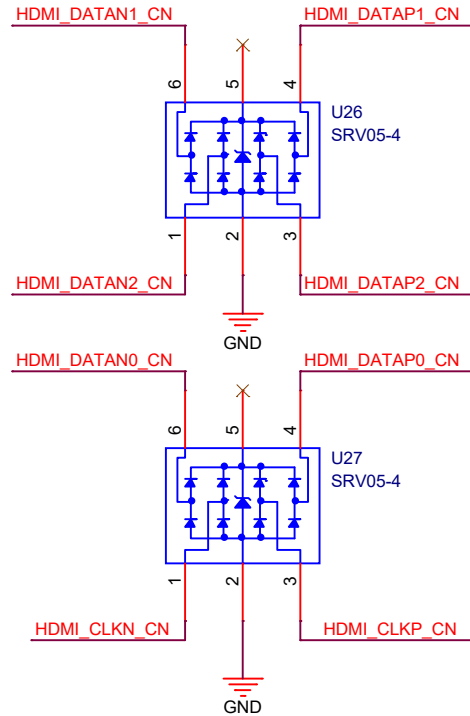 HDMI_DATAN1_CN
HDMI_DATAP1_CN
6
5
4
U26
SRV05-4
1
2
3
HDMI_DATAN2_CN
HDMI_DATAP2_CN
GND
HDMI_DATAN0_CN
HDMI_DATAP0_CN
6
5
4
U27
SRV05-4
1
2
3
HDMI_CLKN_CN
HDMI_CLKP_CN
GND